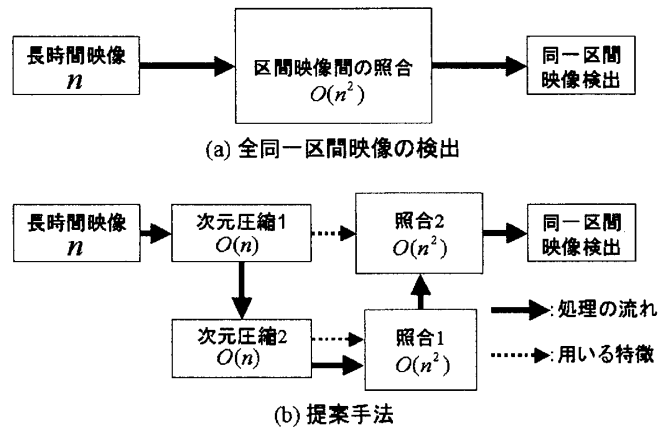 長時間映像
n
区間映像間の照合
O(n²)
同一区間
映像検出
(a) 全同一区間映像の検出
長時間映像
n
次元圧縮1
O(n)
照合2
O(n²)
同一区間
映像検出
次元圧縮2
O(n)
照合1
O(n²)
:処理の流れ
:用いる特徴
(b) 提案手法